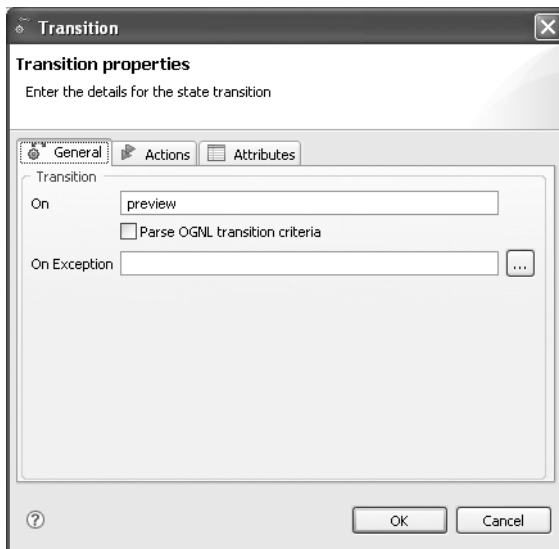 Transition
Transition properties
Enter the details for the state transition
General Actions Attributes
Transition
On preview
Parse OGNL transition criteria
On Exception ...
? OK Cancel